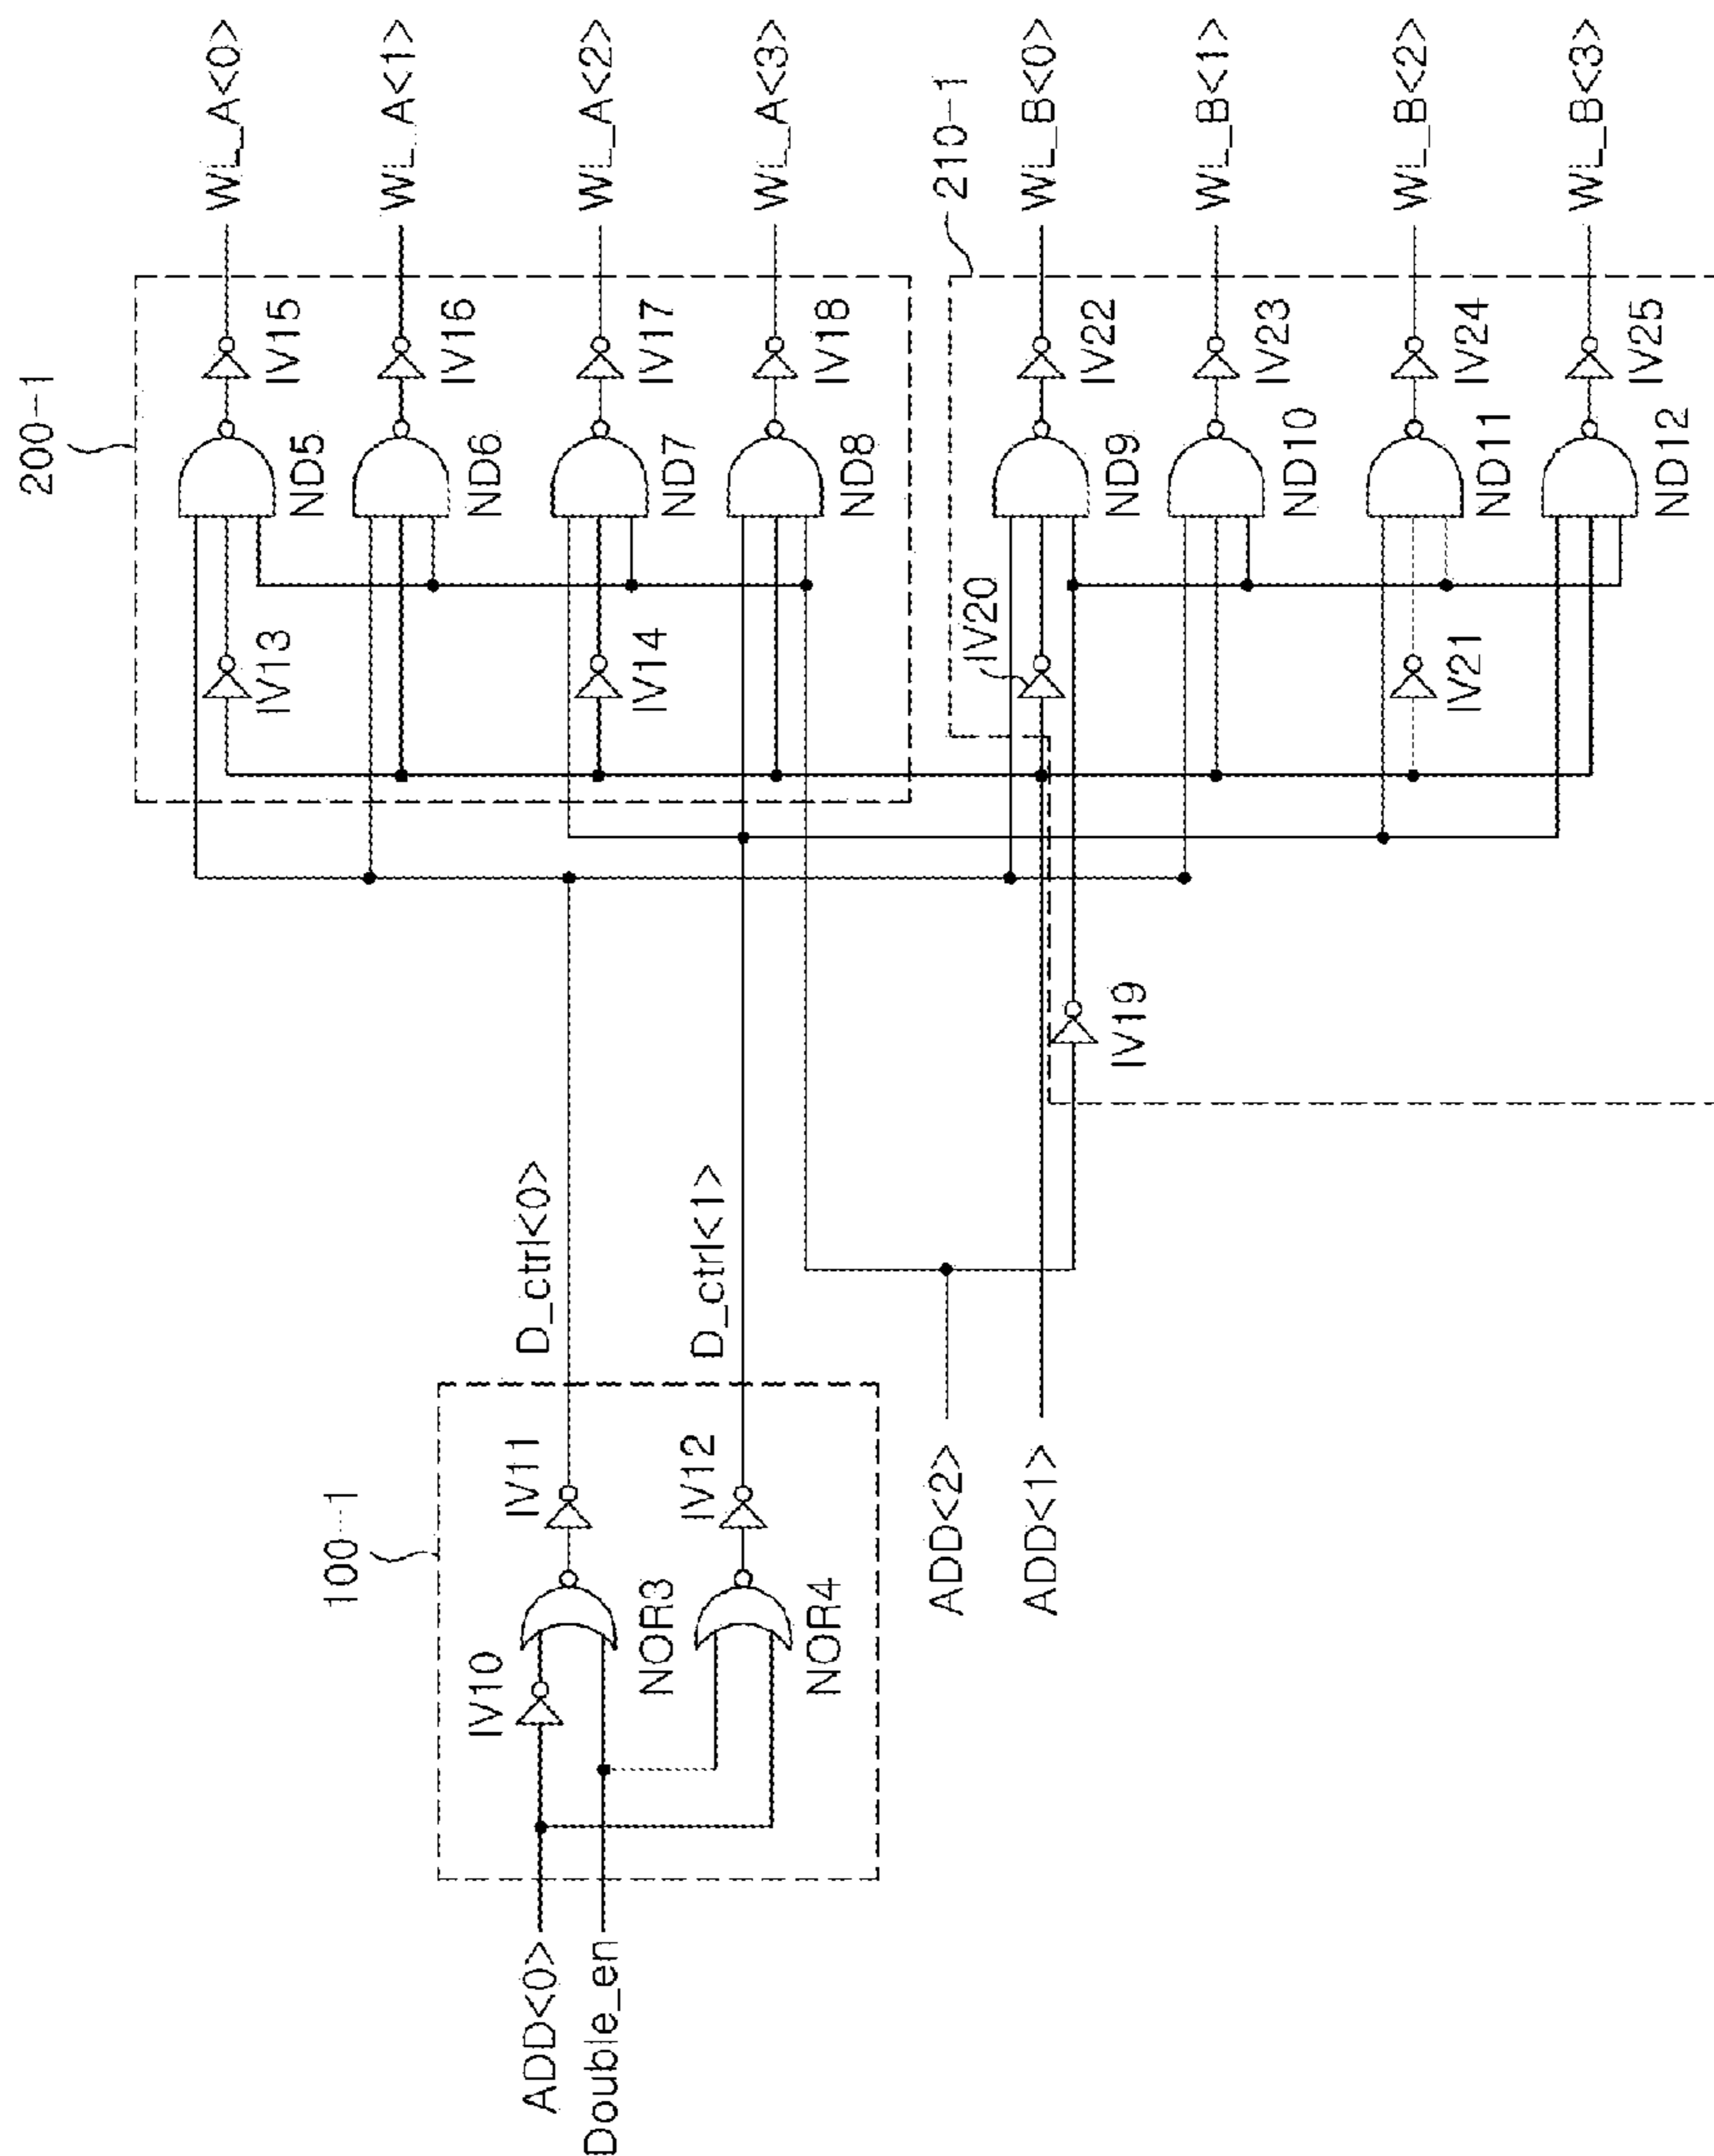 200-1
WL_A<0>
IV13
ND5
IV15
WL_A<1>
ND6
IV16
100-1
D_ctrl<0>
WL_A<2>
IV10
IV11
IV14
ND7
IV17
ADD<0>
NOR3
Double_en
D_ctrl<1>
WL_A<3>
IV12
ND8
IV18
NOR4
210-1
ADD<2>
IV20
WL_B<0>
ADD<1>
ND9
IV22
IV19
WL_B<1>
ND10
IV23
WL_B<2>
IV21
ND11
IV24
WL_B<3>
ND12
IV25